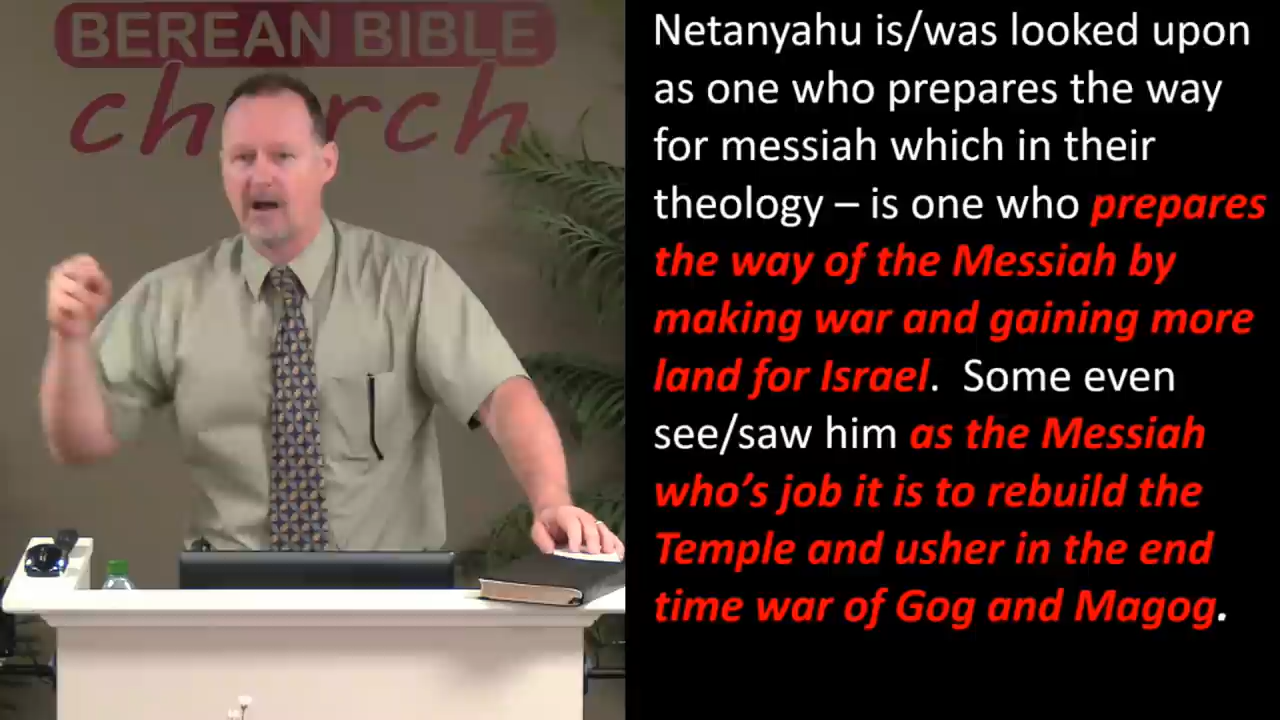 BEREAN BIBLE
church
Netanyahu is/was looked upon
as one who prepares the way
for messiah which in their
theology – is one who prepares
the way of the Messiah by
making war and gaining more
land for Israel.  Some even
see/saw him as the Messiah
who’s job it is to rebuild the
Temple and usher in the end
time war of Gog and Magog.